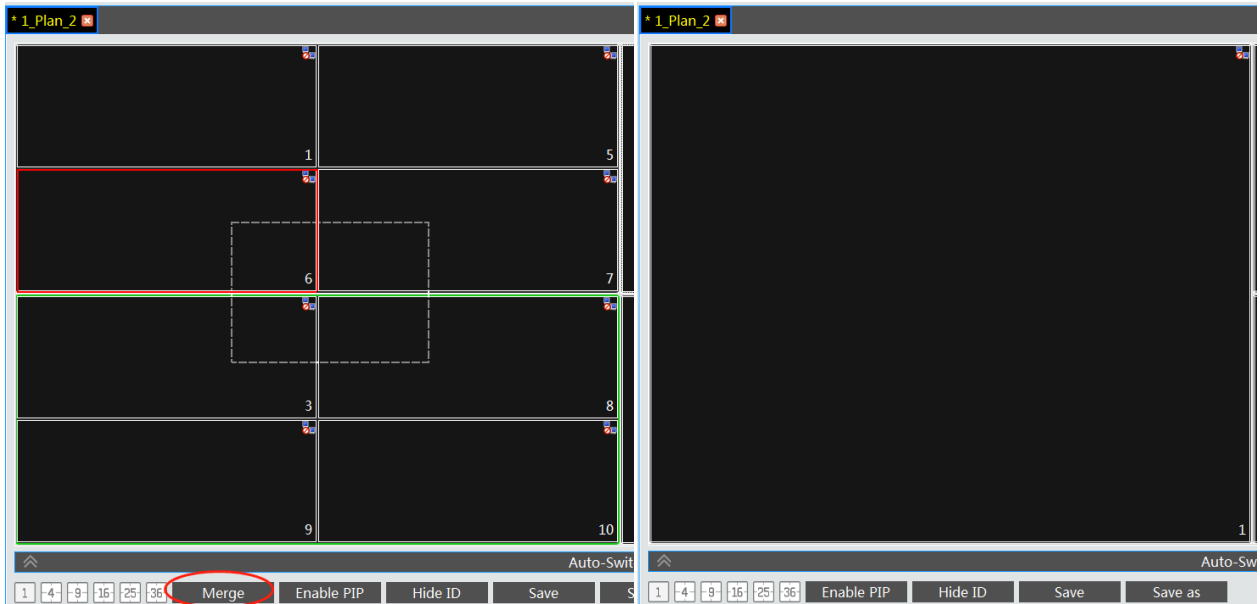 * 1_Plan_2
1 5
6 7
3 8
9 10
Auto-Swit
1 4 9 16 25 36 Merge Enable PIP Hide ID Save S
* 1_Plan_2
1
Auto-Sw
1 4 9 16 25 36 Enable PIP Hide ID Save Save as